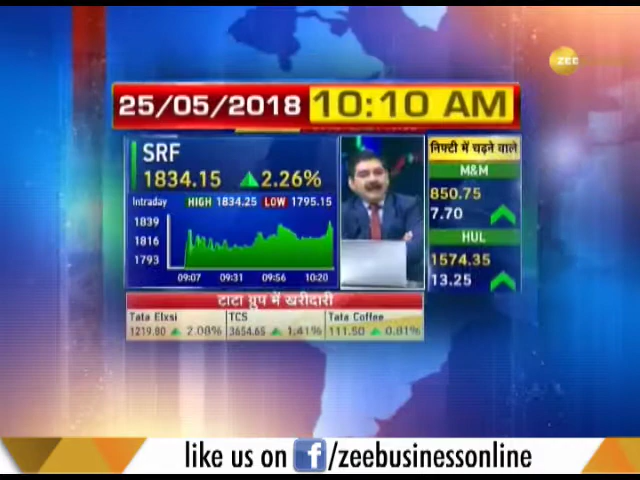 ZEE
25/05/2018 10:10 AM
SRF
1834.15 2.26%
Intraday HIGH 1834.25 LOW 1795.15
1839
1816
1793
09:07 09:31 09:56 10:20
निफ्टी में चढ़ने वाले
M&M
850.75
7.70
HUL
1574.35
13.25
टाटा ग्रुप में खरीदारी
Tata Elxsi TCS Tata Coffee
1219.80 2.08% 3654.65 1.41% 111.50 0.81%
like us on f/zeebusinessonline